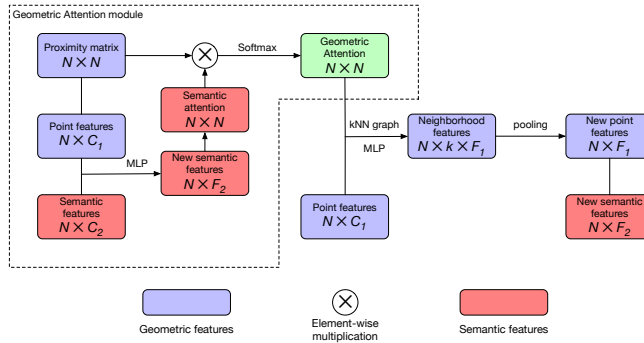 Geometric Attention module
Proximity matrix
N × N
Softmax
Geometric
Attention
N × N
Semantic
attention
N × N
Point features
N × C₁
kNN graph
MLP
Neighborhood
features
N × k × F₁
pooling
New point
features
N × F₁
MLP
New semantic
features
N × F₂
Semantic
features
N × C₂
Point features
N × C₁
New semantic
features
N × F₂
Geometric features
Element-wise
multiplication
Semantic features